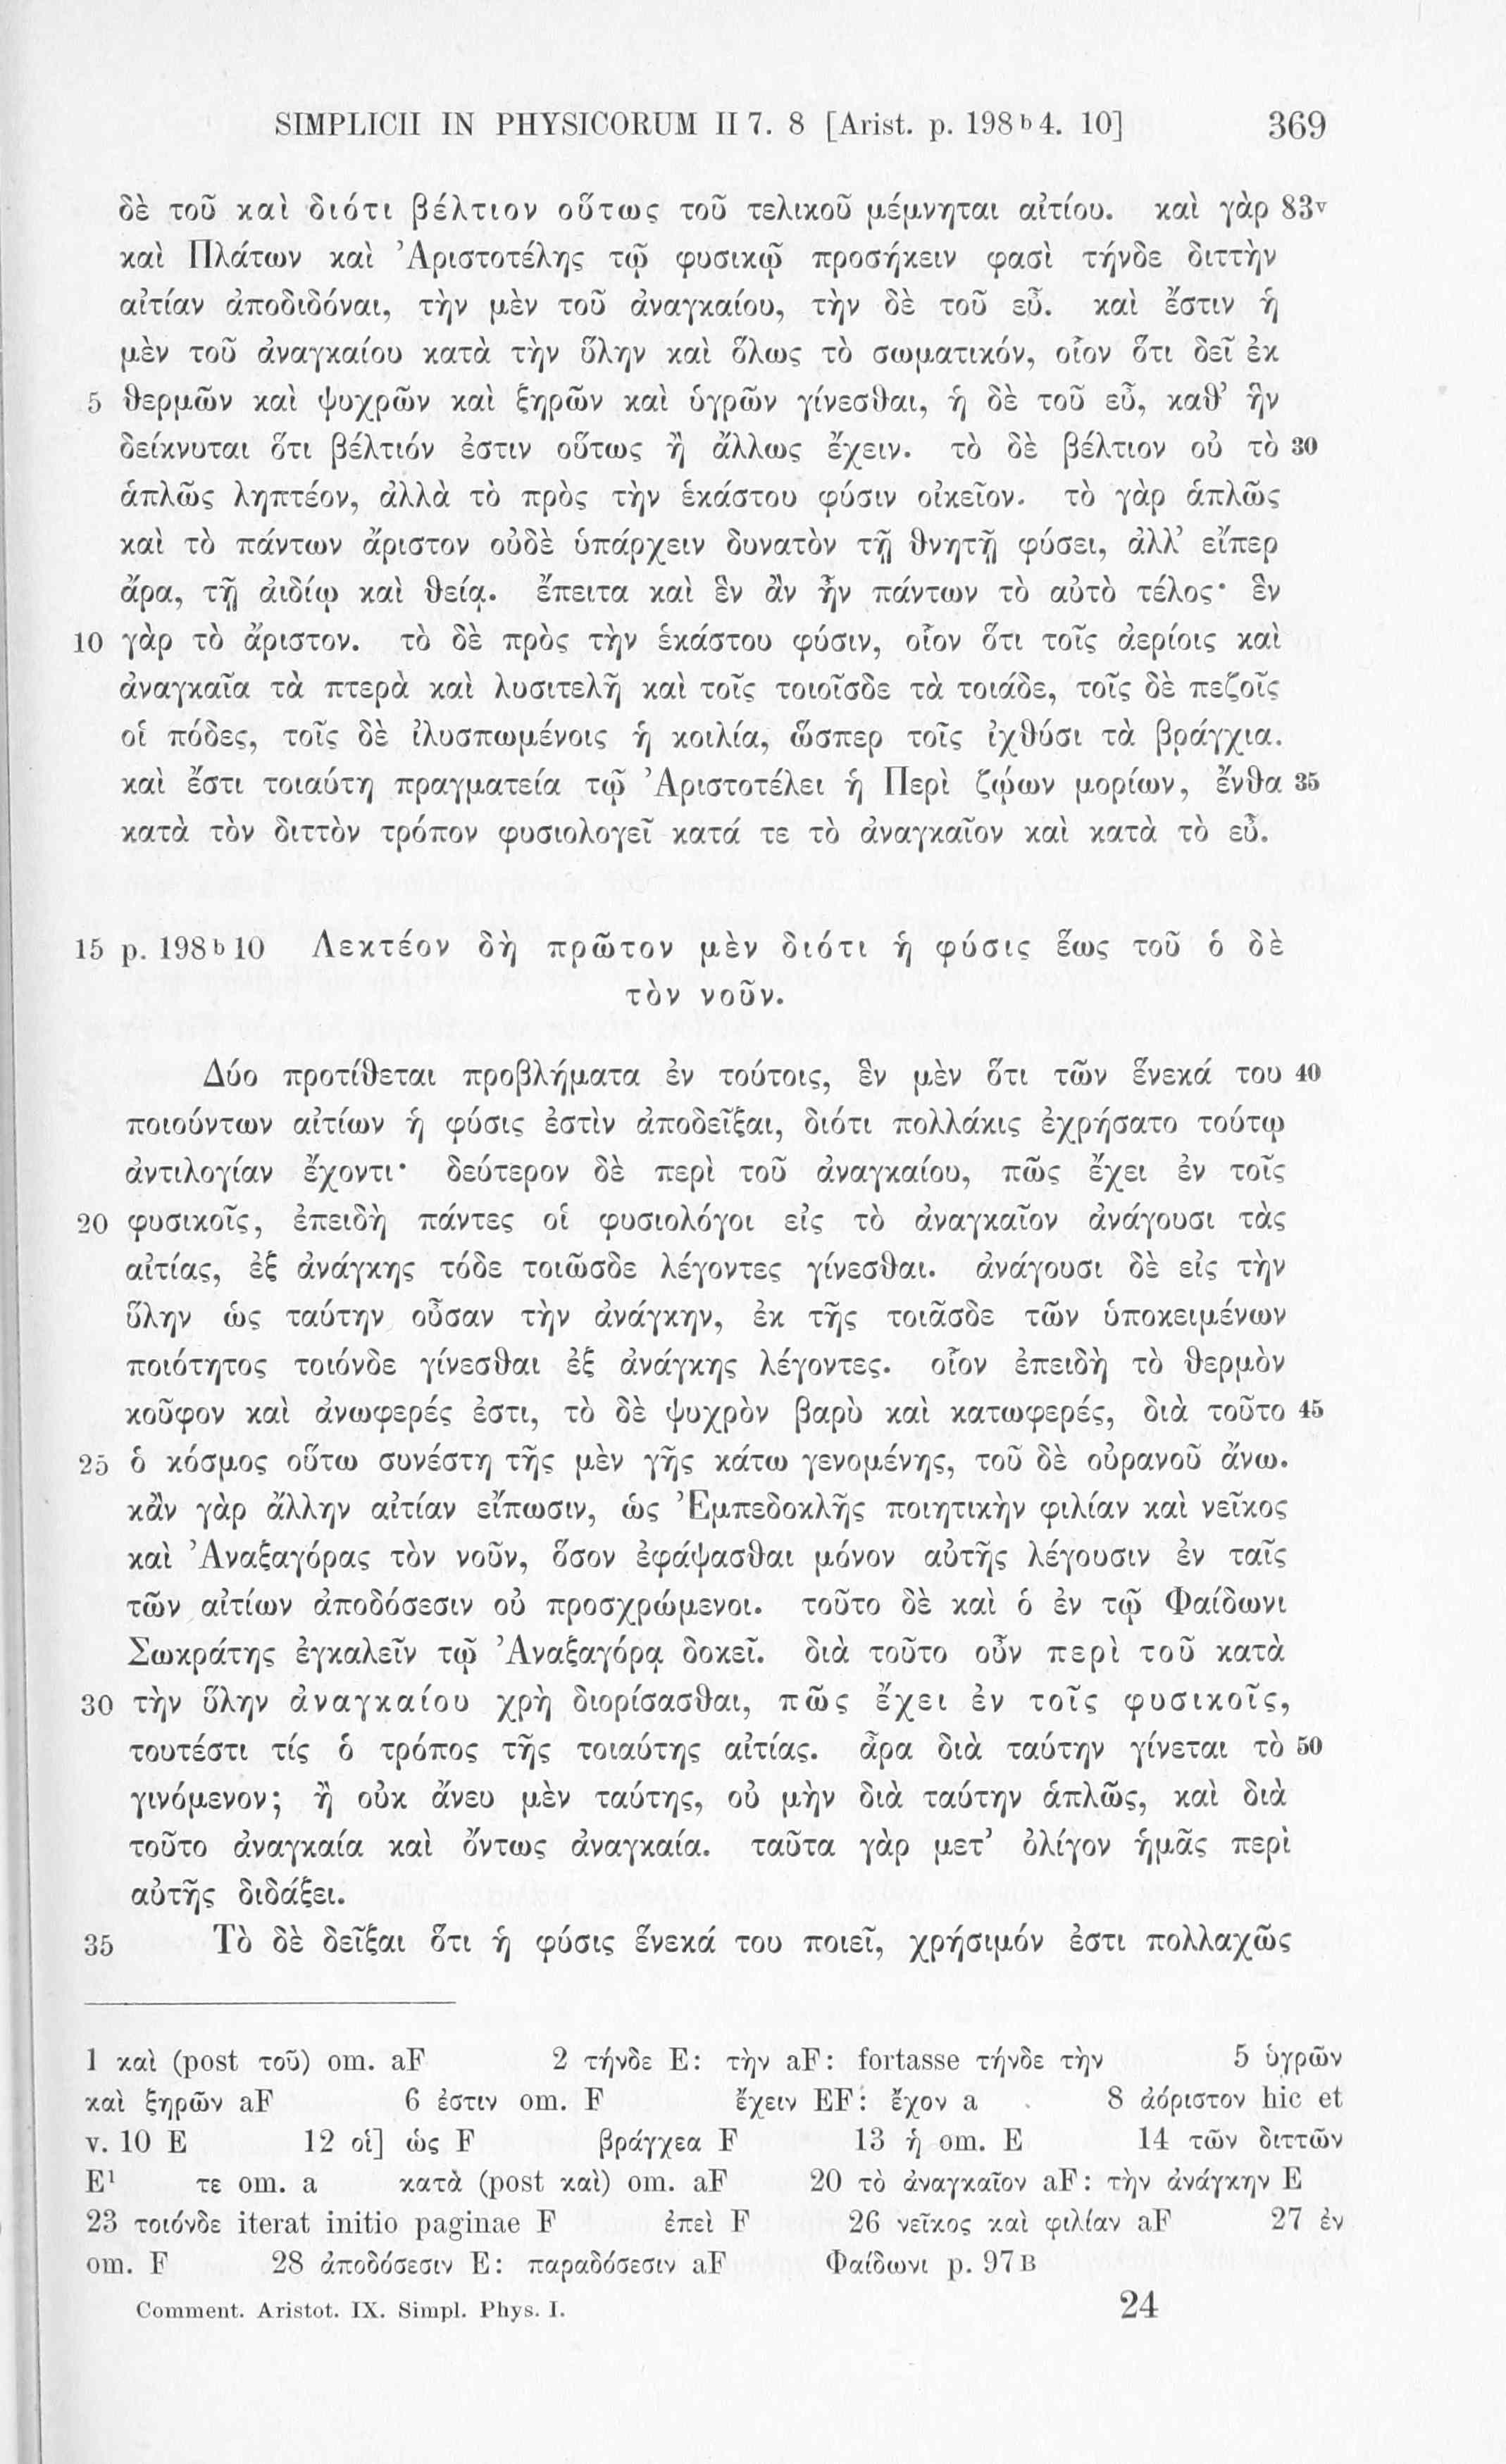 SIMPLICII IN PHYSICORUM II 7. 8 [Arist. p. 198 b 4. 10] 369
δὲ τοῦ καὶ διότι βέλτιον οὕτως τοῦ τελικοῦ μέμνηται αἰτίου. καὶ γὰρ 83v
καὶ Πλάτων καὶ Ἀριστοτέλης τῷ φυσικῷ προσήκειν φασὶ τήνδε διττὴν
αἰτίαν ἀποδιδόναι, τὴν μὲν τοῦ ἀναγκαίου, τὴν δὲ τοῦ εὖ. καὶ ἔστιν ἡ
μὲν τοῦ ἀναγκαίου κατὰ τὴν ὕλην καὶ ὅλως τὸ σωματικόν, οἷον ὅτι δεῖ ἐκ
5 θερμῶν καὶ ψυχρῶν καὶ ξηρῶν καὶ ὑγρῶν γίνεσθαι, ἡ δὲ τοῦ εὖ, καθ’ ἣν
δείκνυται ὅτι βέλτιόν ἐστιν οὕτως ἢ ἄλλως ἔχειν. τὸ δὲ βέλτιον οὐ τὸ 30
ἁπλῶς ληπτέον, ἀλλὰ τὸ πρὸς τὴν ἑκάστου φύσιν οἰκεῖον. τὸ γὰρ ἁπλῶς
καὶ τὸ πάντων ἄριστον οὐδὲ ὑπάρχειν δυνατὸν τῇ θνητῇ φύσει, ἀλλ’ εἴπερ
ἄρα, τῇ ἀιδίῳ καὶ θείᾳ. ἔπειτα καὶ ἓν ἂν ἦν πάντων τὸ αὐτὸ τέλος· ἓν
10 γὰρ τὸ ἄριστον. τὸ δὲ πρὸς τὴν ἑκάστου φύσιν, οἷον ὅτι τοῖς ἀερίοις καὶ
ἀναγκαῖα τὰ πτερὰ καὶ λυσιτελῆ καὶ τοῖς τοιοῖσδε τὰ τοιάδε, τοῖς δὲ πεζοῖς
οἱ πόδες, τοῖς δὲ ἰλυσπωμένοις ἡ κοιλία, ὥσπερ τοῖς ἰχθύσι τὰ βράγχια.
καὶ ἔστι τοιαύτη πραγματεία τῷ Ἀριστοτέλει ἡ Περὶ ζῴων μορίων, ἔνθα 35
κατὰ τὸν διττὸν τρόπον φυσιολογεῖ κατά τε τὸ ἀναγκαῖον καὶ κατὰ τὸ εὖ.
15 p. 198 b 10 Λεκτέον δὴ πρῶτον μὲν διότι ἡ φύσις ἕως τοῦ ὁ δὲ
τὸν νοῦν.
Δύο προτίθεται προβλήματα ἐν τούτοις, ἓν μὲν ὅτι τῶν ἕνεκά του 40
ποιούντων αἰτίων ἡ φύσις ἐστὶν ἀποδεῖξαι, διότι πολλάκις ἐχρήσατο τούτῳ
ἀντιλογίαν ἔχοντι· δεύτερον δὲ περὶ τοῦ ἀναγκαίου, πῶς ἔχει ἐν τοῖς
20 φυσικοῖς, ἐπειδὴ πάντες οἱ φυσιολόγοι εἰς τὸ ἀναγκαῖον ἀνάγουσι τὰς
αἰτίας, ἐξ ἀνάγκης τόδε τοιῶσδε λέγοντες γίνεσθαι. ἀνάγουσι δὲ εἰς τὴν
ὕλην ὡς ταύτην οὖσαν τὴν ἀνάγκην, ἐκ τῆς τοιᾶσδε τῶν ὑποκειμένων
ποιότητος τοιόνδε γίνεσθαι ἐξ ἀνάγκης λέγοντες. οἷον ἐπειδὴ τὸ θερμὸν
κοῦφον καὶ ἀνωφερές ἐστι, τὸ δὲ ψυχρὸν βαρὺ καὶ κατωφερές, διὰ τοῦτο 45
25 ὁ κόσμος οὕτω συνέστη τῆς μὲν γῆς κάτω γενομένης, τοῦ δὲ οὐρανοῦ ἄνω.
κἂν γὰρ ἄλλην αἰτίαν εἴπωσιν, ὡς Ἐμπεδοκλῆς ποιητικὴν φιλίαν καὶ νεῖκος
καὶ Ἀναξαγόρας τὸν νοῦν, ὅσον ἐφάψασθαι μόνον αὐτῆς λέγουσιν ἐν ταῖς
τῶν αἰτίων ἀποδόσεσιν οὐ προσχρώμενοι. τοῦτο δὲ καὶ ὁ ἐν τῷ Φαίδωνι
Σωκράτης ἐγκαλεῖν τῷ Ἀναξαγόρᾳ δοκεῖ. διὰ τοῦτο οὖν περὶ τοῦ κατὰ
30 τὴν ὕλην ἀναγκαίου χρὴ διορίσασθαι, πῶς ἔχει ἐν τοῖς φυσικοῖς,
τουτέστι τίς ὁ τρόπος τῆς τοιαύτης αἰτίας. ἆρα διὰ ταύτην γίνεται τὸ 50
γινόμενον; ἢ οὐκ ἄνευ μὲν ταύτης, οὐ μὴν διὰ ταύτην ἁπλῶς, καὶ διὰ
τοῦτο ἀναγκαία καὶ ὄντως ἀναγκαία. ταῦτα γὰρ μετ’ ὀλίγον ἡμᾶς περὶ
αὐτῆς διδάξει.
35 Τὸ δὲ δεῖξαι ὅτι ἡ φύσις ἕνεκά του ποιεῖ, χρήσιμόν ἐστι πολλαχῶς
1 καὶ (post τοῦ) om. aF 2 τήνδε E: τὴν aF: fortasse τήνδε τὴν 5 ὑγρῶν
καὶ ξηρῶν aF 6 ἐστιν om. F ἔχειν EF: ἔχον a 8 ἀόριστον hic et
v. 10 E 12 οἱ] ὡς F βράγχεα F 13 ἡ om. E 14 τῶν διττῶν
E¹ τε om. a κατὰ (post καὶ) om. aF 20 τὸ ἀναγκαῖον aF: τὴν ἀνάγκην E
23 τοιόνδε iterat initio paginae F ἐπεὶ F 26 νεῖκος καὶ φιλίαν aF 27 ἐν
om. F 28 ἀποδόσεσιν E: παραδόσεσιν aF Φαίδωνι p. 97 B
Comment. Aristot. IX. Simpl. Phys. I. 24